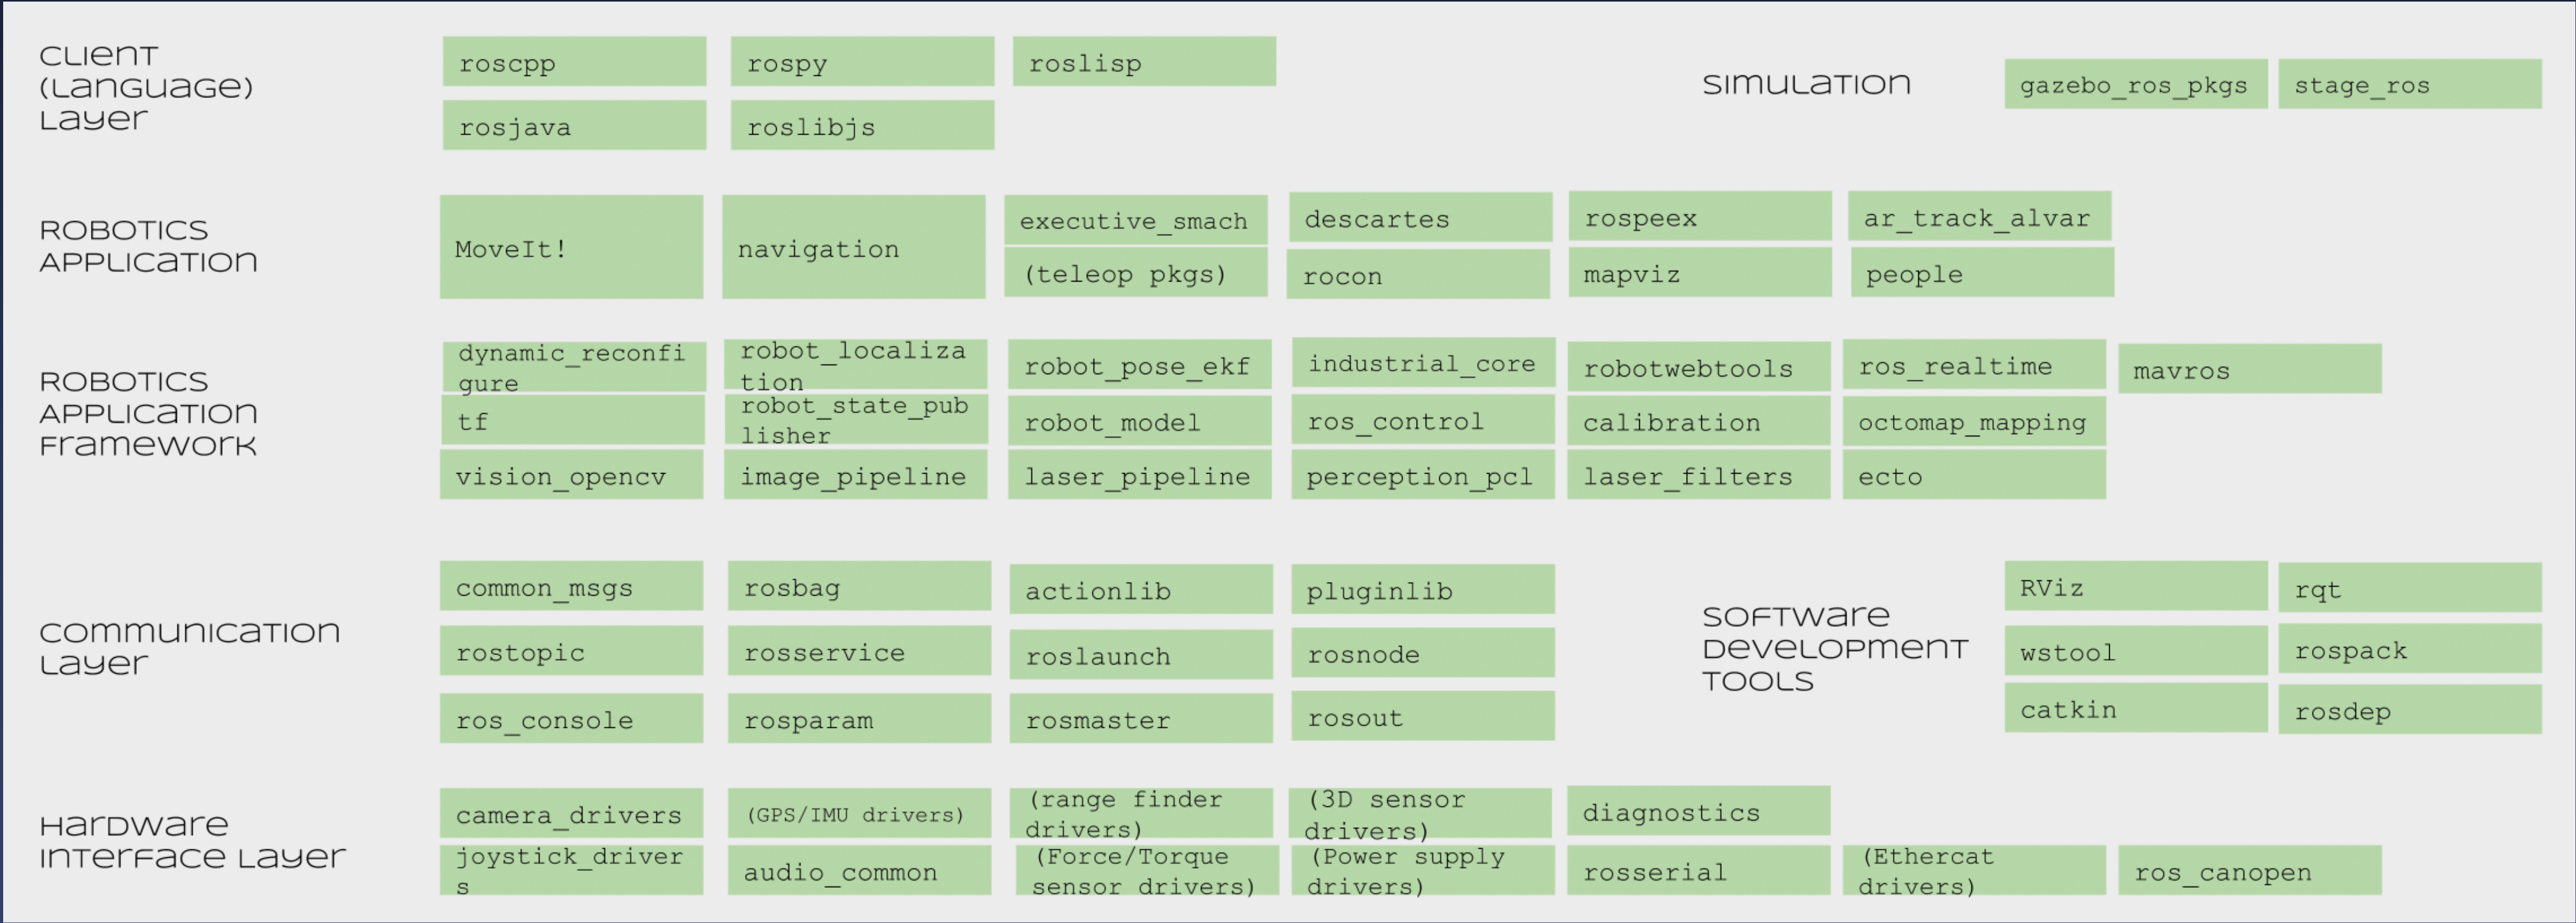 Client
(Language)
Layer
roscpp
rospy
roslisp
rosjava
roslibjs
Simulation
gazebo_ros_pkgs
stage_ros
Robotics
Application
MoveIt!
navigation
executive_smach
descartes
rospeex
ar_track_alvar
(teleop pkgs)
rocon
mapviz
people
Robotics
Application
Framework
dynamic_reconfi
gure
robot_localiza
tion
robot_pose_ekf
industrial_core
robotwebtools
ros_realtime
mavros
tf
robot_state_pub
lisher
robot_model
ros_control
calibration
octomap_mapping
vision_opencv
image_pipeline
laser_pipeline
perception_pcl
laser_filters
ecto
Communication
Layer
common_msgs
rosbag
actionlib
pluginlib
rostopic
rosservice
roslaunch
rosnode
ros_console
rosparam
rosmaster
rosout
Software
Development
Tools
RViz
rqt
wstool
rospack
catkin
rosdep
Hardware
Interface Layer
camera_drivers
(GPS/IMU drivers)
(range finder
drivers)
(3D sensor
drivers)
diagnostics
joystick_driver
s
audio_common
(Force/Torque
sensor drivers)
(Power supply
drivers)
rosserial
(Ethercat
drivers)
ros_canopen